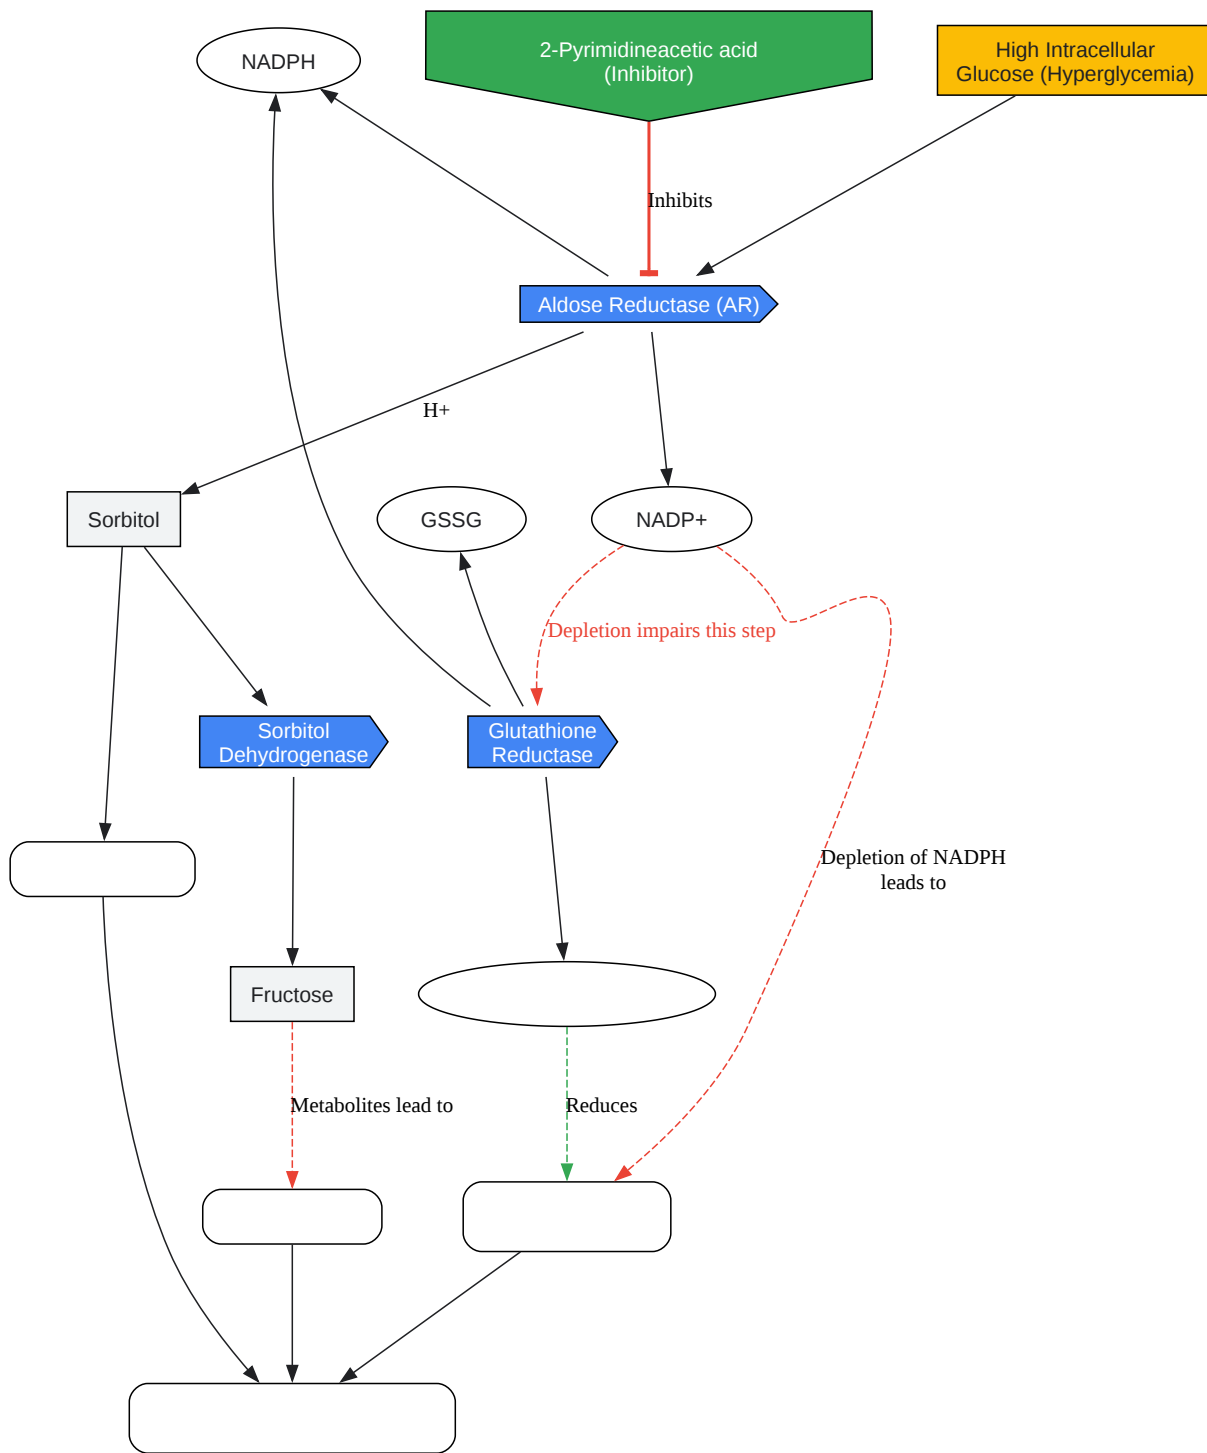 NADPH
2-Pyrimidineacetic acid
(Inhibitor)
High Intracellular
Glucose (Hyperglycemia)
Inhibits
Aldose Reductase (AR)
H+
Sorbitol
GSSG
NADP+
Depletion impairs this step
Sorbitol
Dehydrogenase
Glutathione
Reductase
Depletion of NADPH
leads to
Fructose
Metabolites lead to
Reduces